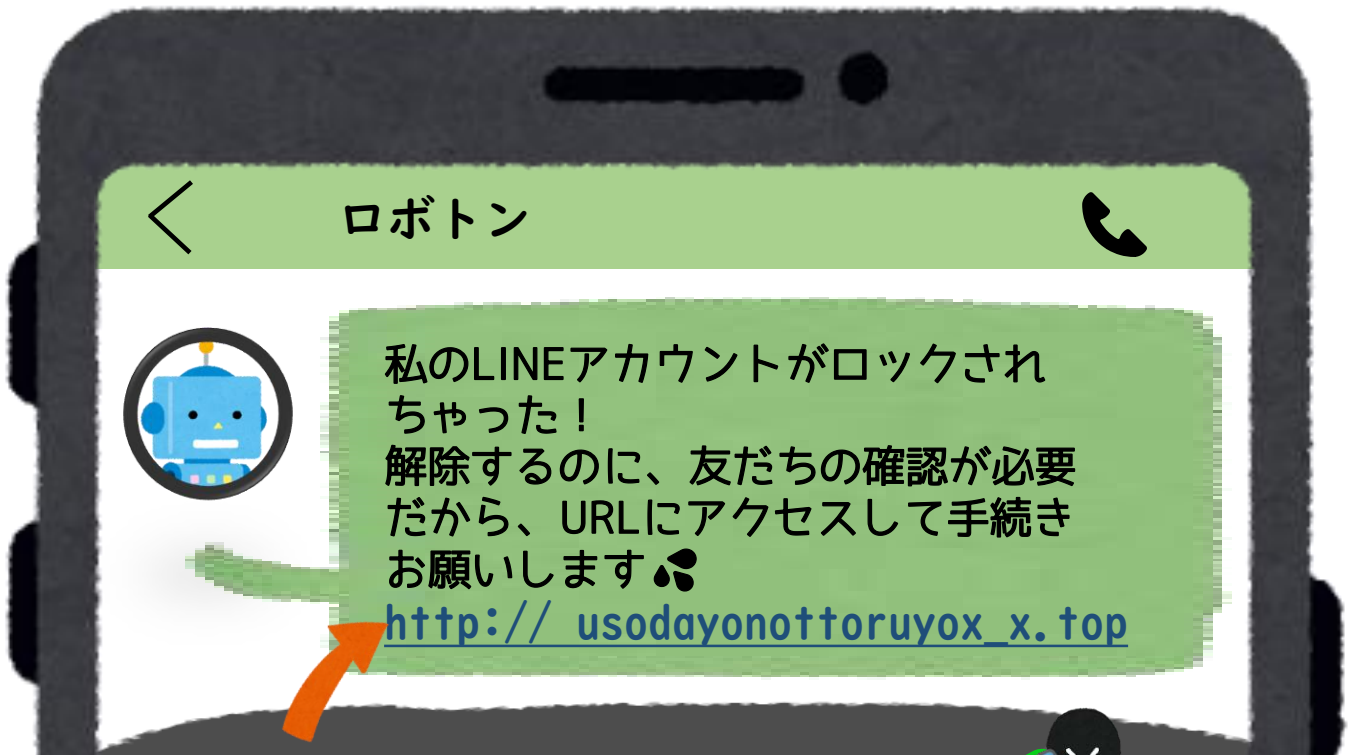 ロボトン
私のLINEアカウントがロックされ
ちゃった！
解除するのに、友だちの確認が必要
だから、URLにアクセスして手続き
お願いします💦
http:// usodayonottoruyox_x.top